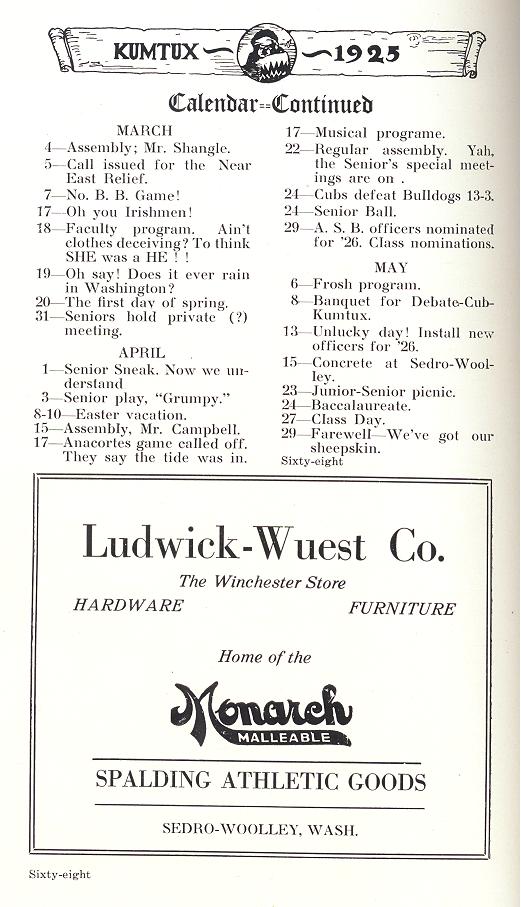 KUMTUX 1925
Calendar==Continued
MARCH
4—Assembly; Mr. Shangle.
5—Call issued for the Near
East Relief.
7—No. B. B. Game!
17—Oh you Irishmen!
18—Faculty program. Ain't
clothes deceiving? To think
SHE was a HE ! !
19—Oh say! Does it ever rain
in Washington?
20—The first day of spring.
31—Seniors hold private (?)
meeting.
APRIL
1—Senior Sneak. Now we un-
derstand
3—Senior play, "Grumpy."
8-10—Easter vacation.
15—Assembly, Mr. Campbell.
17—Anacortes game called off.
They say the tide was in.
17—Musical programe.
22—Regular assembly. Yah,
the Senior's special meet-
ings are on .
24—Cubs defeat Bulldogs 13-3.
24—Senior Ball.
29—A. S. B. officers nominated
for '26. Class nominations.
MAY
6—Frosh program.
8—Banquet for Debate-Cub-
Kumtux.
13—Unlucky day! Install new
officers for '26.
15—Concrete at Sedro-Wool-
ley.
23—Junior-Senior picnic.
24—Baccalaureate.
27—Class Day.
29—Farewell—We've got our
sheepskin.
Sixty-eight
Ludwick-Wuest Co.
The Winchester Store
HARDWARE FURNITURE
Home of the
Monarch
MALLEABLE
SPALDING ATHLETIC GOODS
SEDRO-WOOLLEY, WASH.
Sixty-eight